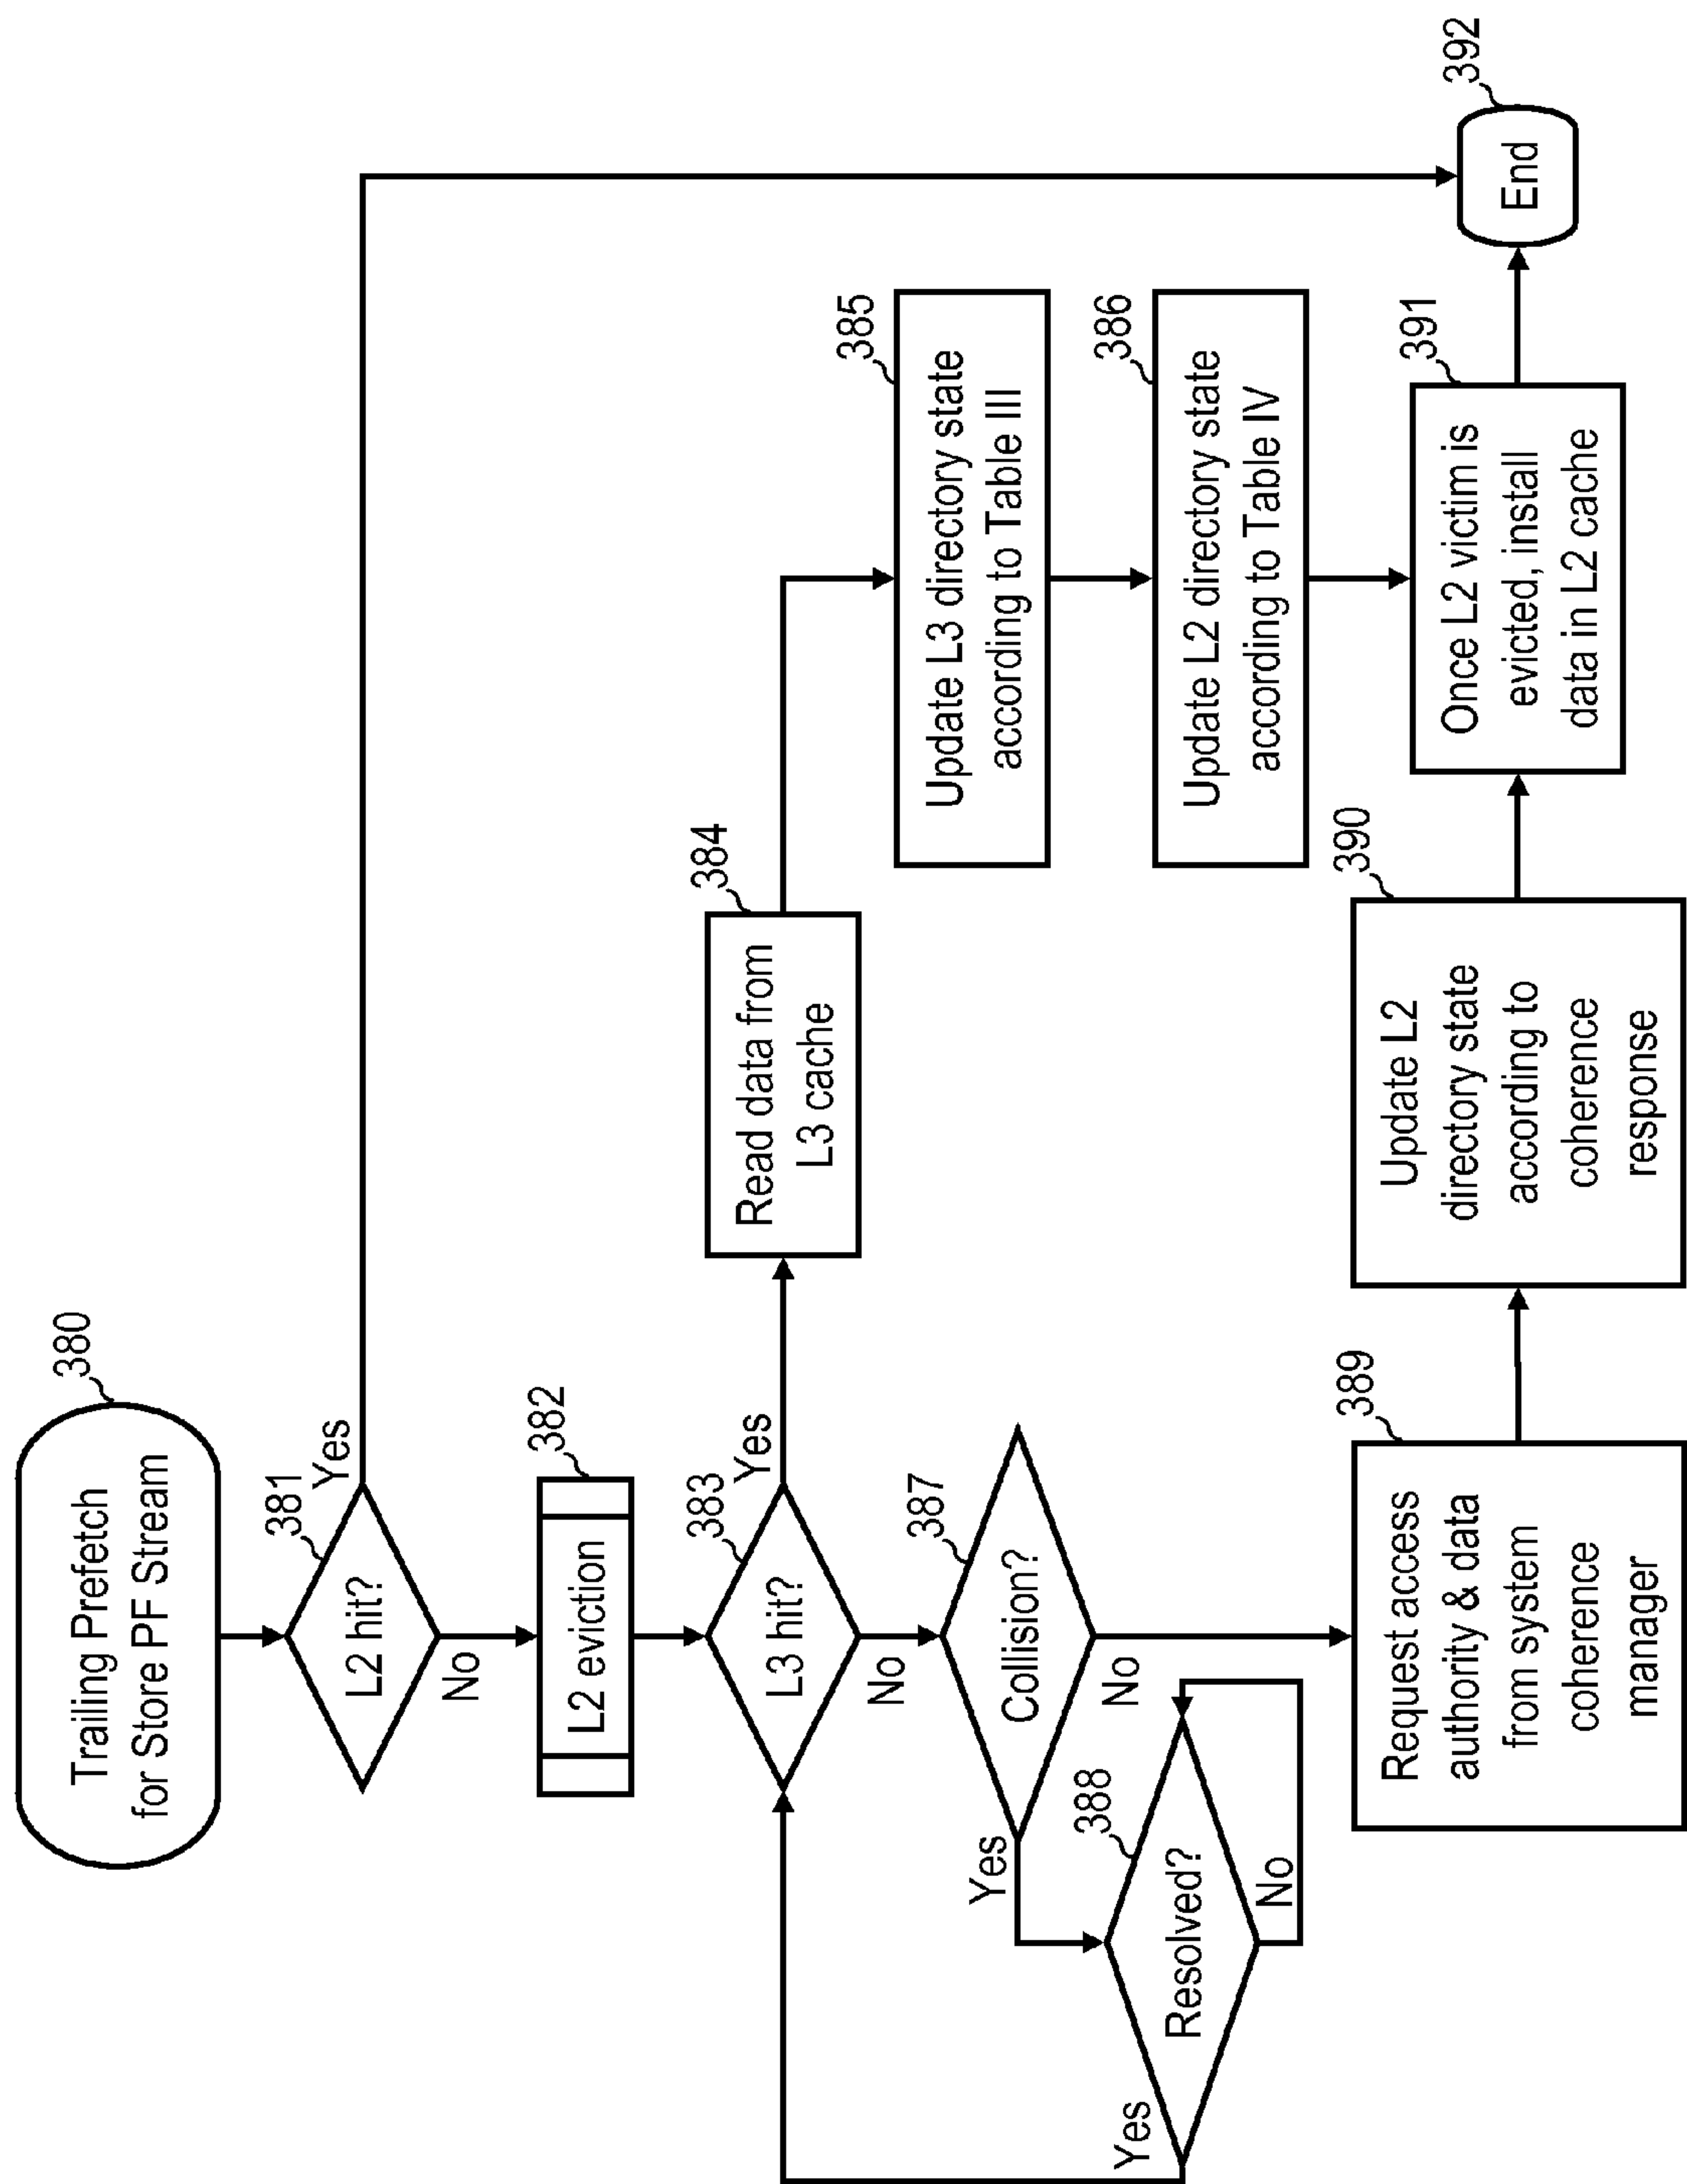 380
Trailing Prefetch
for Store PF Stream
381
L2 hit?
Yes
No
382
L2 eviction
383
L3 hit?
Yes
No
384
Read data from
L3 cache
385
Update L3 directory state
according to Table III
386
Update L2 directory state
according to Table IV
387
Collision?
Yes
No
388
Resolved?
Yes
No
389
Request access
authority & data
from system
coherence
manager
390
Update L2
directory state
according to
coherence
response
391
Once L2 victim is
evicted, install
data in L2 cache
392
End